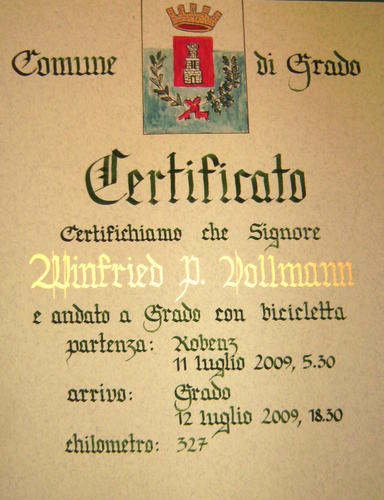 Comune di Grado
Certificato
Certifichiamo che Signore
Winfried P. Vollmann
e andato a Grado con bicicletta
partenza: Robenz
11 luglio 2009, 5.30
arrivo: Grado
12 luglio 2009, 18.30
chilometro: 327